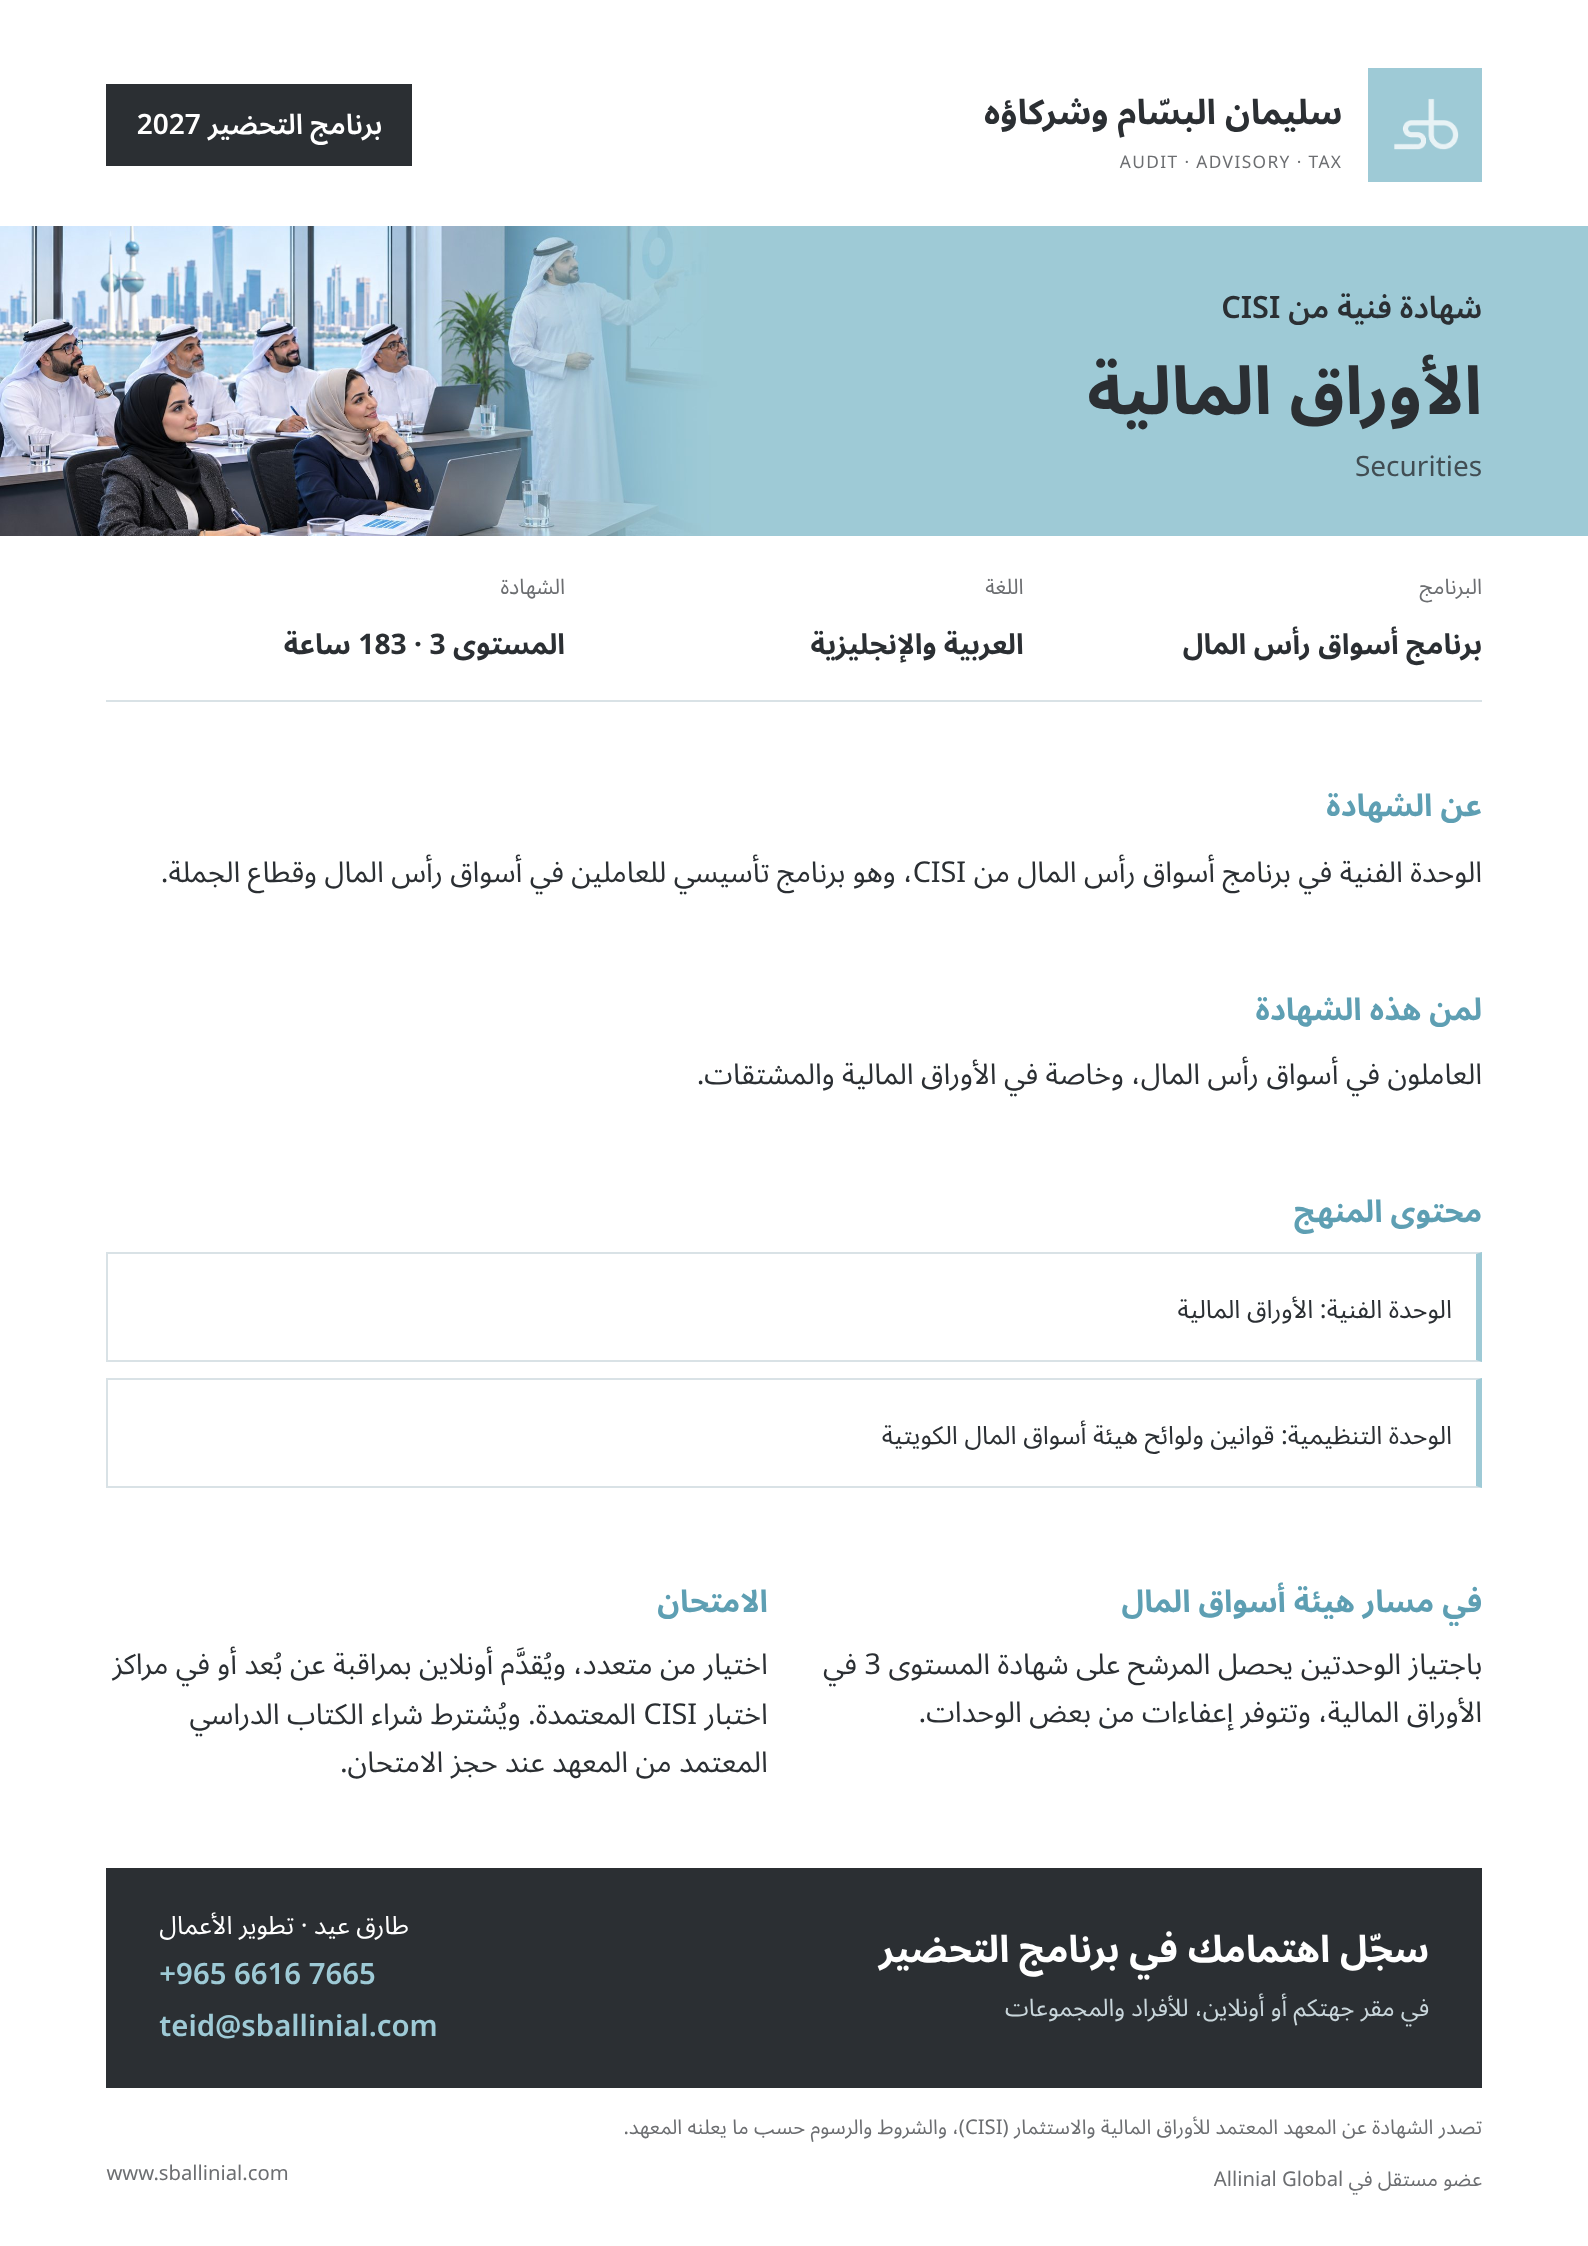 sb
سليمان البسّام وشركاؤه
AUDIT · ADVISORY · TAX
برنامج التحضير 2027
شهادة فنية من CISI
الأوراق المالية
Securities
البرنامج
برنامج أسواق رأس المال
اللغة
العربية والإنجليزية
الشهادة
المستوى 3 · 183 ساعة
عن الشهادة
الوحدة الفنية في برنامج أسواق رأس المال من CISI، وهو برنامج تأسيسي للعاملين في أسواق رأس المال وقطاع الجملة.
لمن هذه الشهادة
العاملون في أسواق رأس المال، وخاصة في الأوراق المالية والمشتقات.
محتوى المنهج
الوحدة الفنية: الأوراق المالية
الوحدة التنظيمية: قوانين ولوائح هيئة أسواق المال الكويتية
في مسار هيئة أسواق المال
باجتياز الوحدتين يحصل المرشح على شهادة المستوى 3 في
الأوراق المالية، وتتوفر إعفاءات من بعض الوحدات.
الامتحان
اختيار من متعدد، ويُقدَّم أونلاين بمراقبة عن بُعد أو في مراكز
اختبار CISI المعتمدة. ويُشترط شراء الكتاب الدراسي
المعتمد من المعهد عند حجز الامتحان.
سجّل اهتمامك في برنامج التحضير
في مقر جهتكم أو أونلاين، للأفراد والمجموعات
طارق عيد · تطوير الأعمال
+965 6616 7665
teid@sballinial.com
تصدر الشهادة عن المعهد المعتمد للأوراق المالية والاستثمار (CISI)، والشروط والرسوم حسب ما يعلنه المعهد.
عضو مستقل في Allinial Global
www.sballinial.com